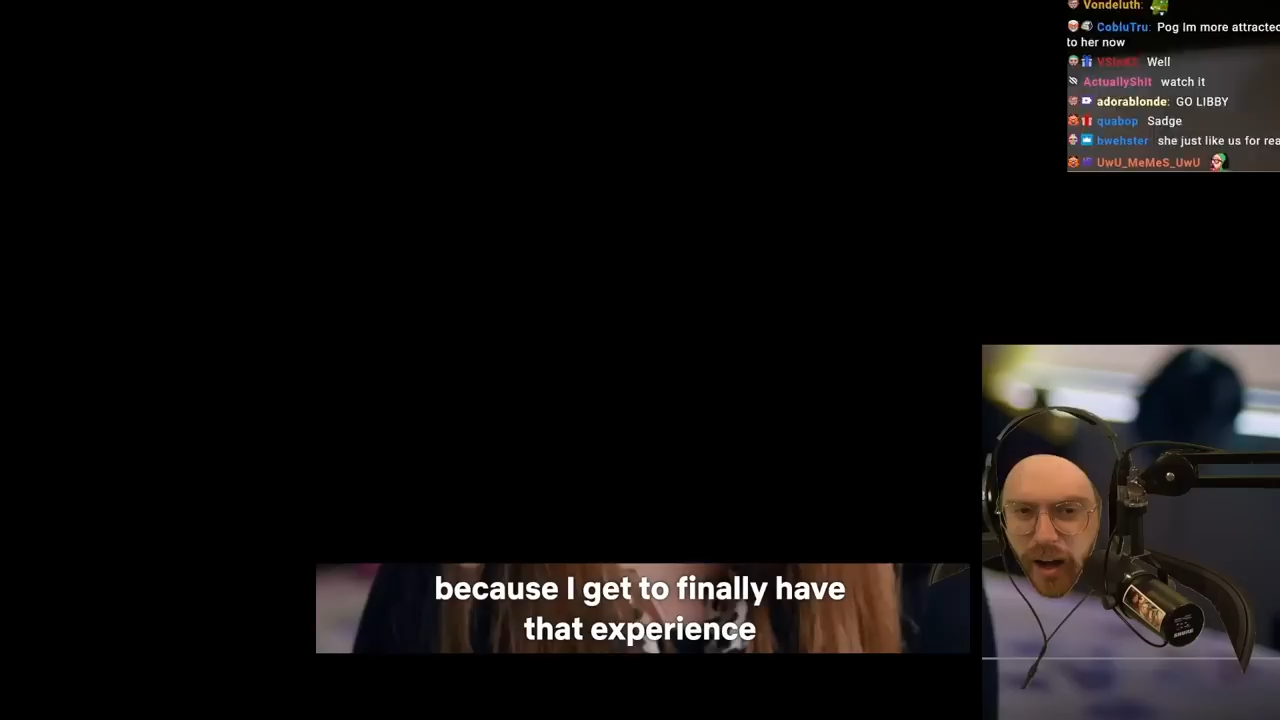 Vondeluth:
CobluTru: Pog Im more attracted
to her now
Well
ActuallyShit watch it
adorablonde: GO LIBBY
quabop Sadge
bwehster she just like us for rea
UwU_MeMeS_UwU
because I get to finally have
that experience
SHURE